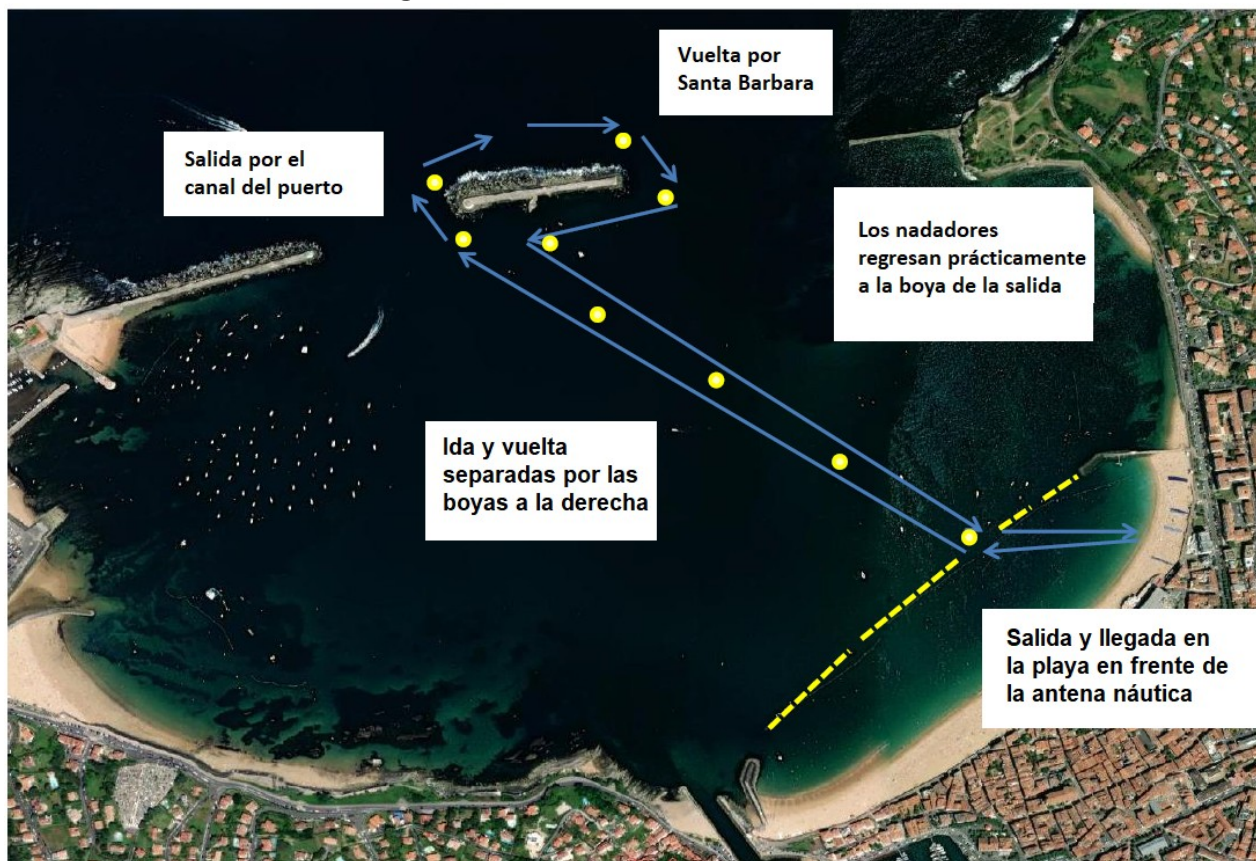 Vuelta por
Santa Barbara
Salida por el
canal del puerto
Los nadadores
regresan prácticamente
a la boya de la salida
Ida y vuelta
separadas por las
boyas a la derecha
Salida y llegada en
la playa en frente de
la antena náutica